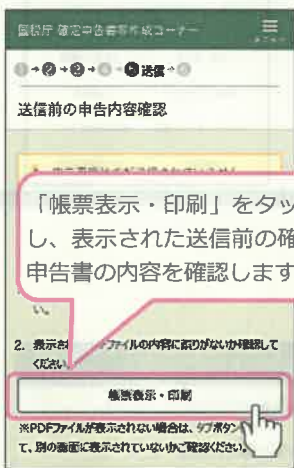 国税庁 確定申告書等作成コーナー
❺送信
送信前の申告内容確認
「帳票表示・印刷」をタッ
し、表示された送信前の確
申告書の内容を確認します
い。
2. 表示さ ファイルの内容に誤りがないか確認して
ください
帳票表示・印刷
※PDFファイルが表示されない場合は、タブボタン
て、別の画面に表示されていないかご確認ください。